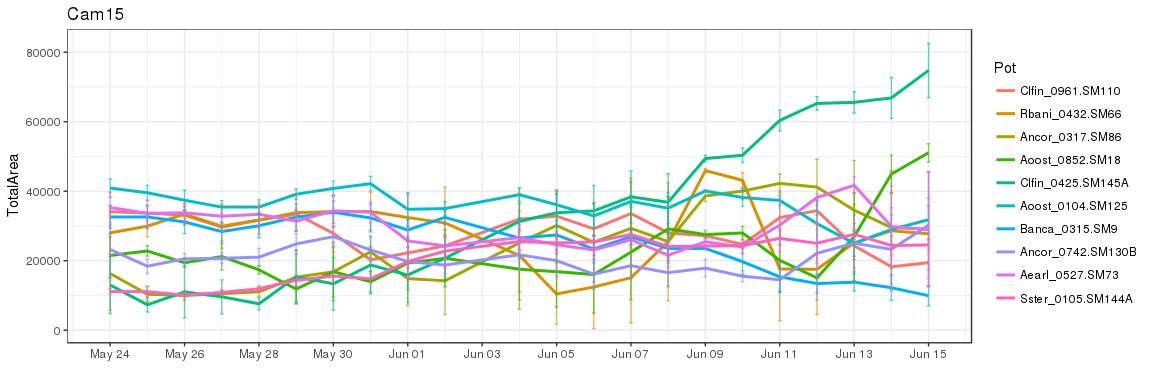 Cam15
TotalArea
80000
60000
40000
20000
0
May 24
May 26
May 28
May 30
Jun 01
Jun 03
Jun 05
Jun 07
Jun 09
Jun 11
Jun 13
Jun 15
Pot
Clfin_0961.SM110
Rbani_0432.SM66
Ancor_0317.SM86
Aoost_0852.SM18
Clfin_0425.SM145A
Aoost_0104.SM125
Banca_0315.SM9
Ancor_0742.SM130B
Aearl_0527.SM73
Sster_0105.SM144A